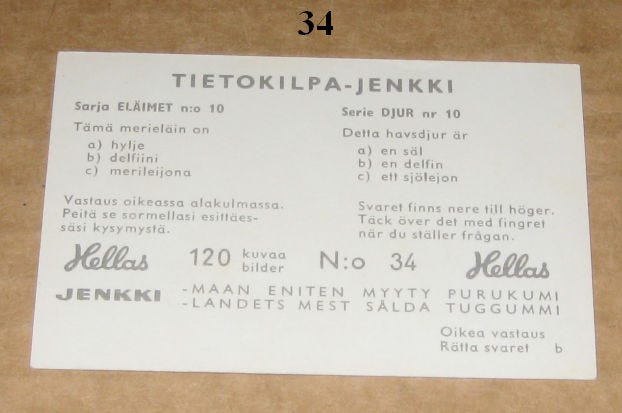 34
TIETOKILPA-JENKKI
Sarja ELÄIMET n:o 10
Tämä merieläin on
a) hylje
b) delfiini
c) merileijona
Vastaus oikeassa alakulmassa.
Peitä se sormellasi esittäes-
säsi kysymystä.
Serie DJUR nr 10
Detta havsdjur är
a) en säl
b) en delfin
c) ett sjölejon
Svaret finns nere till höger.
Täck över det med fingret
när du ställer frågan.
Hellas 120 kuvaa bilder N:o 34 Hellas
JENKKI -MAAN ENITEN MYYTY PURUKUMI
-LANDETS MEST SÅLDA TUGGUMMI
Oikea vastaus
Rätta svaret b